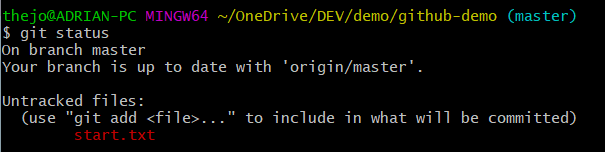 thejo@ADRIAN-PC MINGW64 ~/OneDrive/DEV/demo/github-demo (master)
$ git status
On branch master
Your branch is up to date with 'origin/master'.

Untracked files:
  (use "git add <file>..." to include in what will be committed)
        start.txt